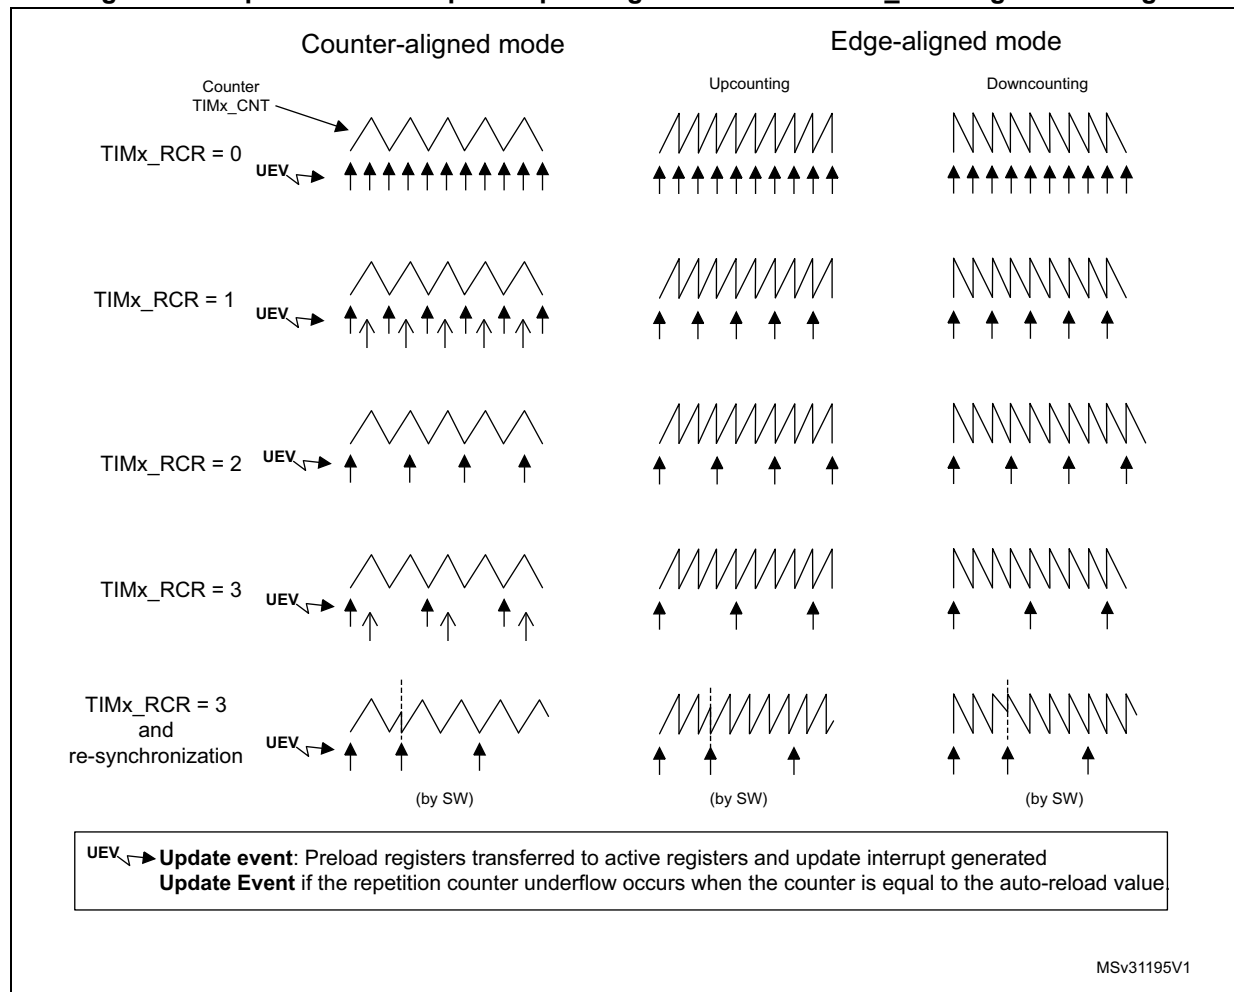 Counter-aligned mode Edge-aligned mode
Counter
TIMx_CNT
Upcounting Downcounting
TIMx_RCR = 0
UEV
TIMx_RCR = 1
UEV
TIMx_RCR = 2
UEV
TIMx_RCR = 3
UEV
TIMx_RCR = 3
and
re-synchronization
UEV
(by SW) (by SW) (by SW)
UEV Update event: Preload registers transferred to active registers and update interrupt generated
Update Event if the repetition counter underflow occurs when the counter is equal to the auto-reload value.
MSv31195V1